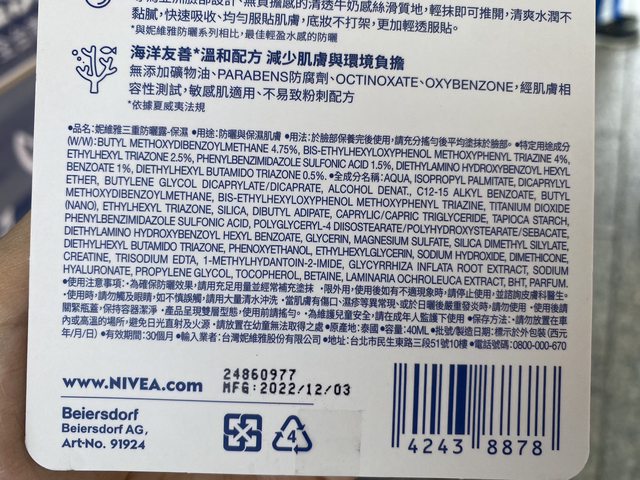 不黏膩，快速吸收、均勻服貼肌膚，底妝不打架，更加輕透服貼。
*與妮維雅防曬系列相比，最佳輕盈水感的防曬
海洋友善*溫和配方 減少肌膚與環境負擔
無添加礦物油、PARABENS防腐劑、OCTINOXATE、OXYBENZONE，經肌膚相
容性測試，敏感肌適用、不易致粉刺配方
*依據夏威夷法規
●品名：妮維雅三重防曬露-保濕 ●用途：防曬與保濕肌膚 ●用法：於臉部保養完後使用，請充分搖勻後平均塗抹於臉部。●特定用途成分
(W/W)：BUTYL METHOXYDIBENZOYLMETHANE 4.75%, BIS-ETHYLHEXYLOXYPHENOL METHOXYPHENYL TRIAZINE 4%,
ETHYLHEXYL TRIAZONE 2.5%, PHENYLBENZIMIDAZOLE SULFONIC ACID 1.5%, DIETHYLAMINO HYDROXYBENZOYL HEXYL
BENZOATE 1%, DIETHYLHEXYL BUTAMIDO TRIAZONE 0.5%. ●全成分名稱：AQUA, ISOPROPYL PALMITATE, DICAPRYLYL
ETHER, BUTYLENE GLYCOL DICAPRYLATE/DICAPRATE, ALCOHOL DENAT., C12-15 ALKYL BENZOATE, BUTYL
METHOXYDIBENZOYLMETHANE, BIS-ETHYLHEXYLOXYPHENOL METHOXYPHENYL TRIAZINE, TITANIUM DIOXIDE
(NANO), ETHYLHEXYL TRIAZONE, SILICA, DIBUTYL ADIPATE, CAPRYLIC/CAPRIC TRIGLYCERIDE, TAPIOCA STARCH,
PHENYLBENZIMIDAZOLE SULFONIC ACID, POLYGLYCERYL-4 DIISOSTEARATE/POLYHYDROXYSTEARATE/SEBACATE,
DIETHYLAMINO HYDROXYBENZOYL HEXYL BENZOATE, GLYCERIN, MAGNESIUM SULFATE, SILICA DIMETHYL SILYLATE,
DIETHYLHEXYL BUTAMIDO TRIAZONE, PHENOXYETHANOL, ETHYLHEXYLGLYCERIN, SODIUM HYDROXIDE, DIMETHICONE,
CREATINE, TRISODIUM EDTA, 1-METHYLHYDANTOIN-2-IMIDE, GLYCYRRHIZA INFLATA ROOT EXTRACT, SODIUM
HYALURONATE, PROPYLENE GLYCOL, TOCOPHEROL, BETAINE, LAMINARIA OCHROLEUCA EXTRACT, BHT, PARFUM.
●使用注意事項：‧為確保防曬效果，請用充足用量並經常補充塗抹 ‧限外用，使用後如有不適現象時，請停止使用，並諮詢皮膚科醫生。
‧使用時，請勿觸及眼睛，如不慎誤觸，請用大量清水沖洗。‧當肌膚有傷口、濕疹等異常現、或於日曬後嚴重發炎時，請勿使用 ‧使用後請
關緊瓶蓋，保持容器潔淨 ‧產品呈現雙層型態，使用前請搖勻。‧為維護兒童安全，請在成年人監護下使用 ●保存方法：‧請勿放置在車
內或高溫的場所，避免日光直射及火源‧請放置在幼童無法取得之處 ●原產地：泰國 ●容量：40ML ●批號/製造日期：標示於外包裝 (西元
年/月/日) ●有效期間：30個月 ●輸入業者：台灣妮維雅股份有限公司 ●地址：台北市民生東路三段51號10樓 ●電話號碼：0800-000-670
www.NIVEA.com
24860977
MFG:2022/12/03
Beiersdorf
Beiersdorf AG,
Art-No. 91924
4
4243 8878